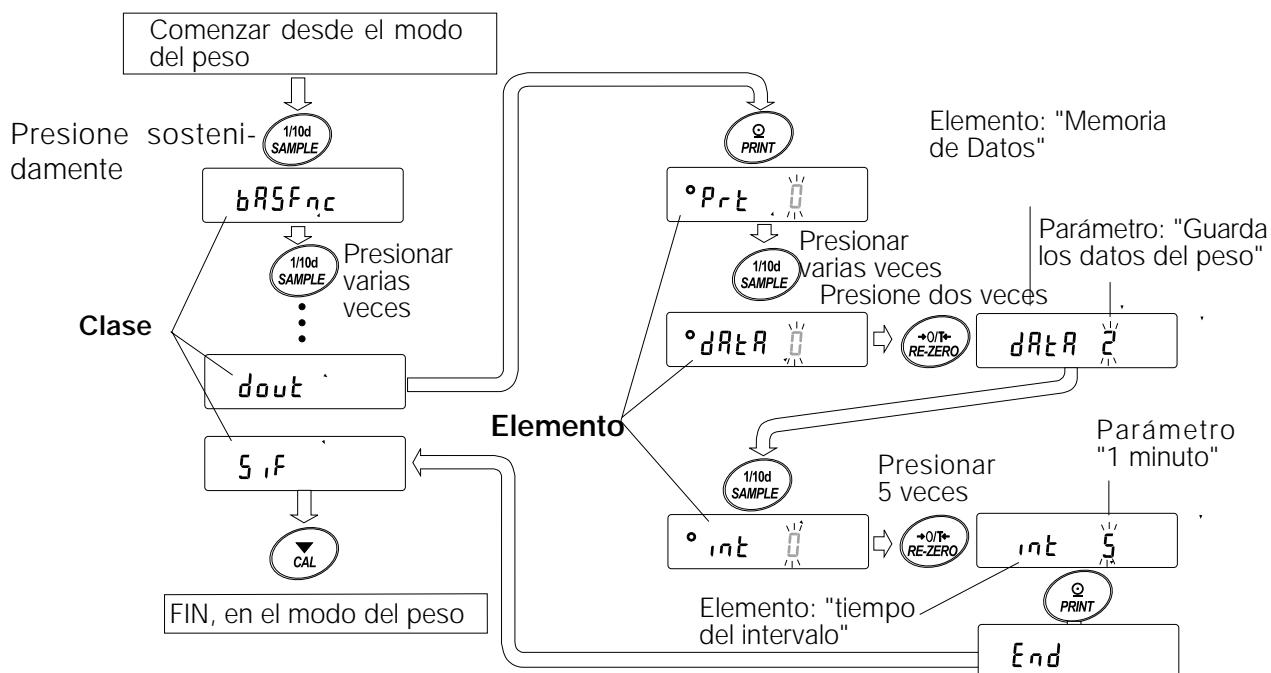 Comenzar desde el modo
del peso
Presione sosteni-
damente
1/10d
SAMPLE
bASFnc
1/10d
SAMPLE
Presionar
varias
veces
Clase
dout
S iF
CAL
FIN, en el modo del peso
PRINT
°Prt 0
1/10d
SAMPLE
Presionar
varias veces
Presione dos veces
°dAtA 0
→0/T←
RE-ZERO
Elemento: "Memoria
de Datos"
Parámetro: "Guarda
los datos del peso"
dAtA 2
Elemento
1/10d
SAMPLE
°int 0
Presionar
5 veces
→0/T←
RE-ZERO
Parámetro
"1 minuto"
int 5
Elemento: "tiempo
del intervalo"
PRINT
End